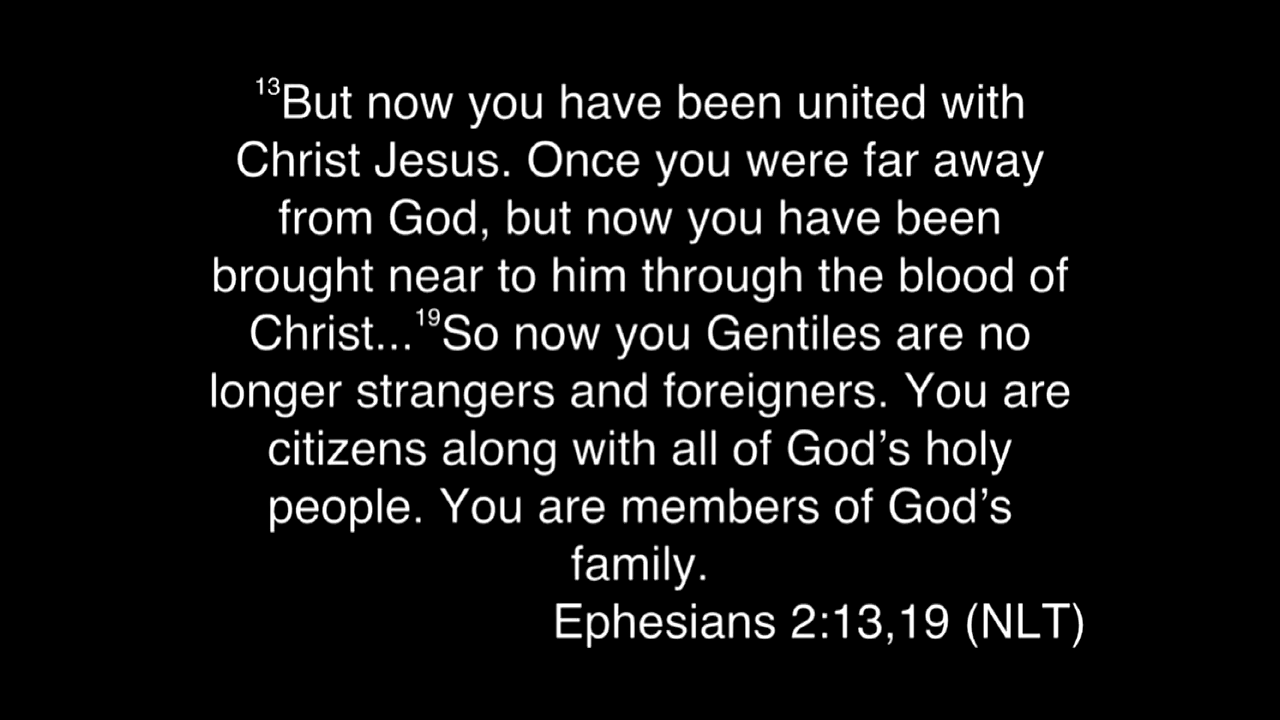 ¹³But now you have been united with
Christ Jesus. Once you were far away
from God, but now you have been
brought near to him through the blood of
Christ...¹⁹So now you Gentiles are no
longer strangers and foreigners. You are
citizens along with all of God’s holy
people. You are members of God’s
family.
Ephesians 2:13,19 (NLT)